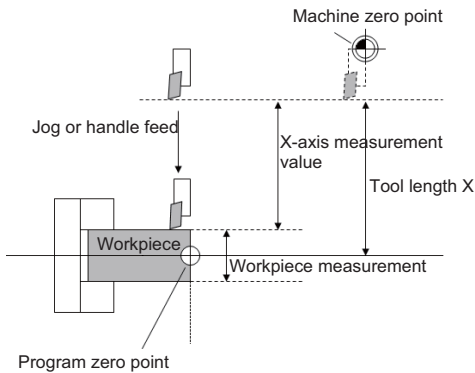 Machine zero point
Jog or handle feed
X-axis measurement
value
Tool length X
Workpiece
Workpiece measurement
Program zero point